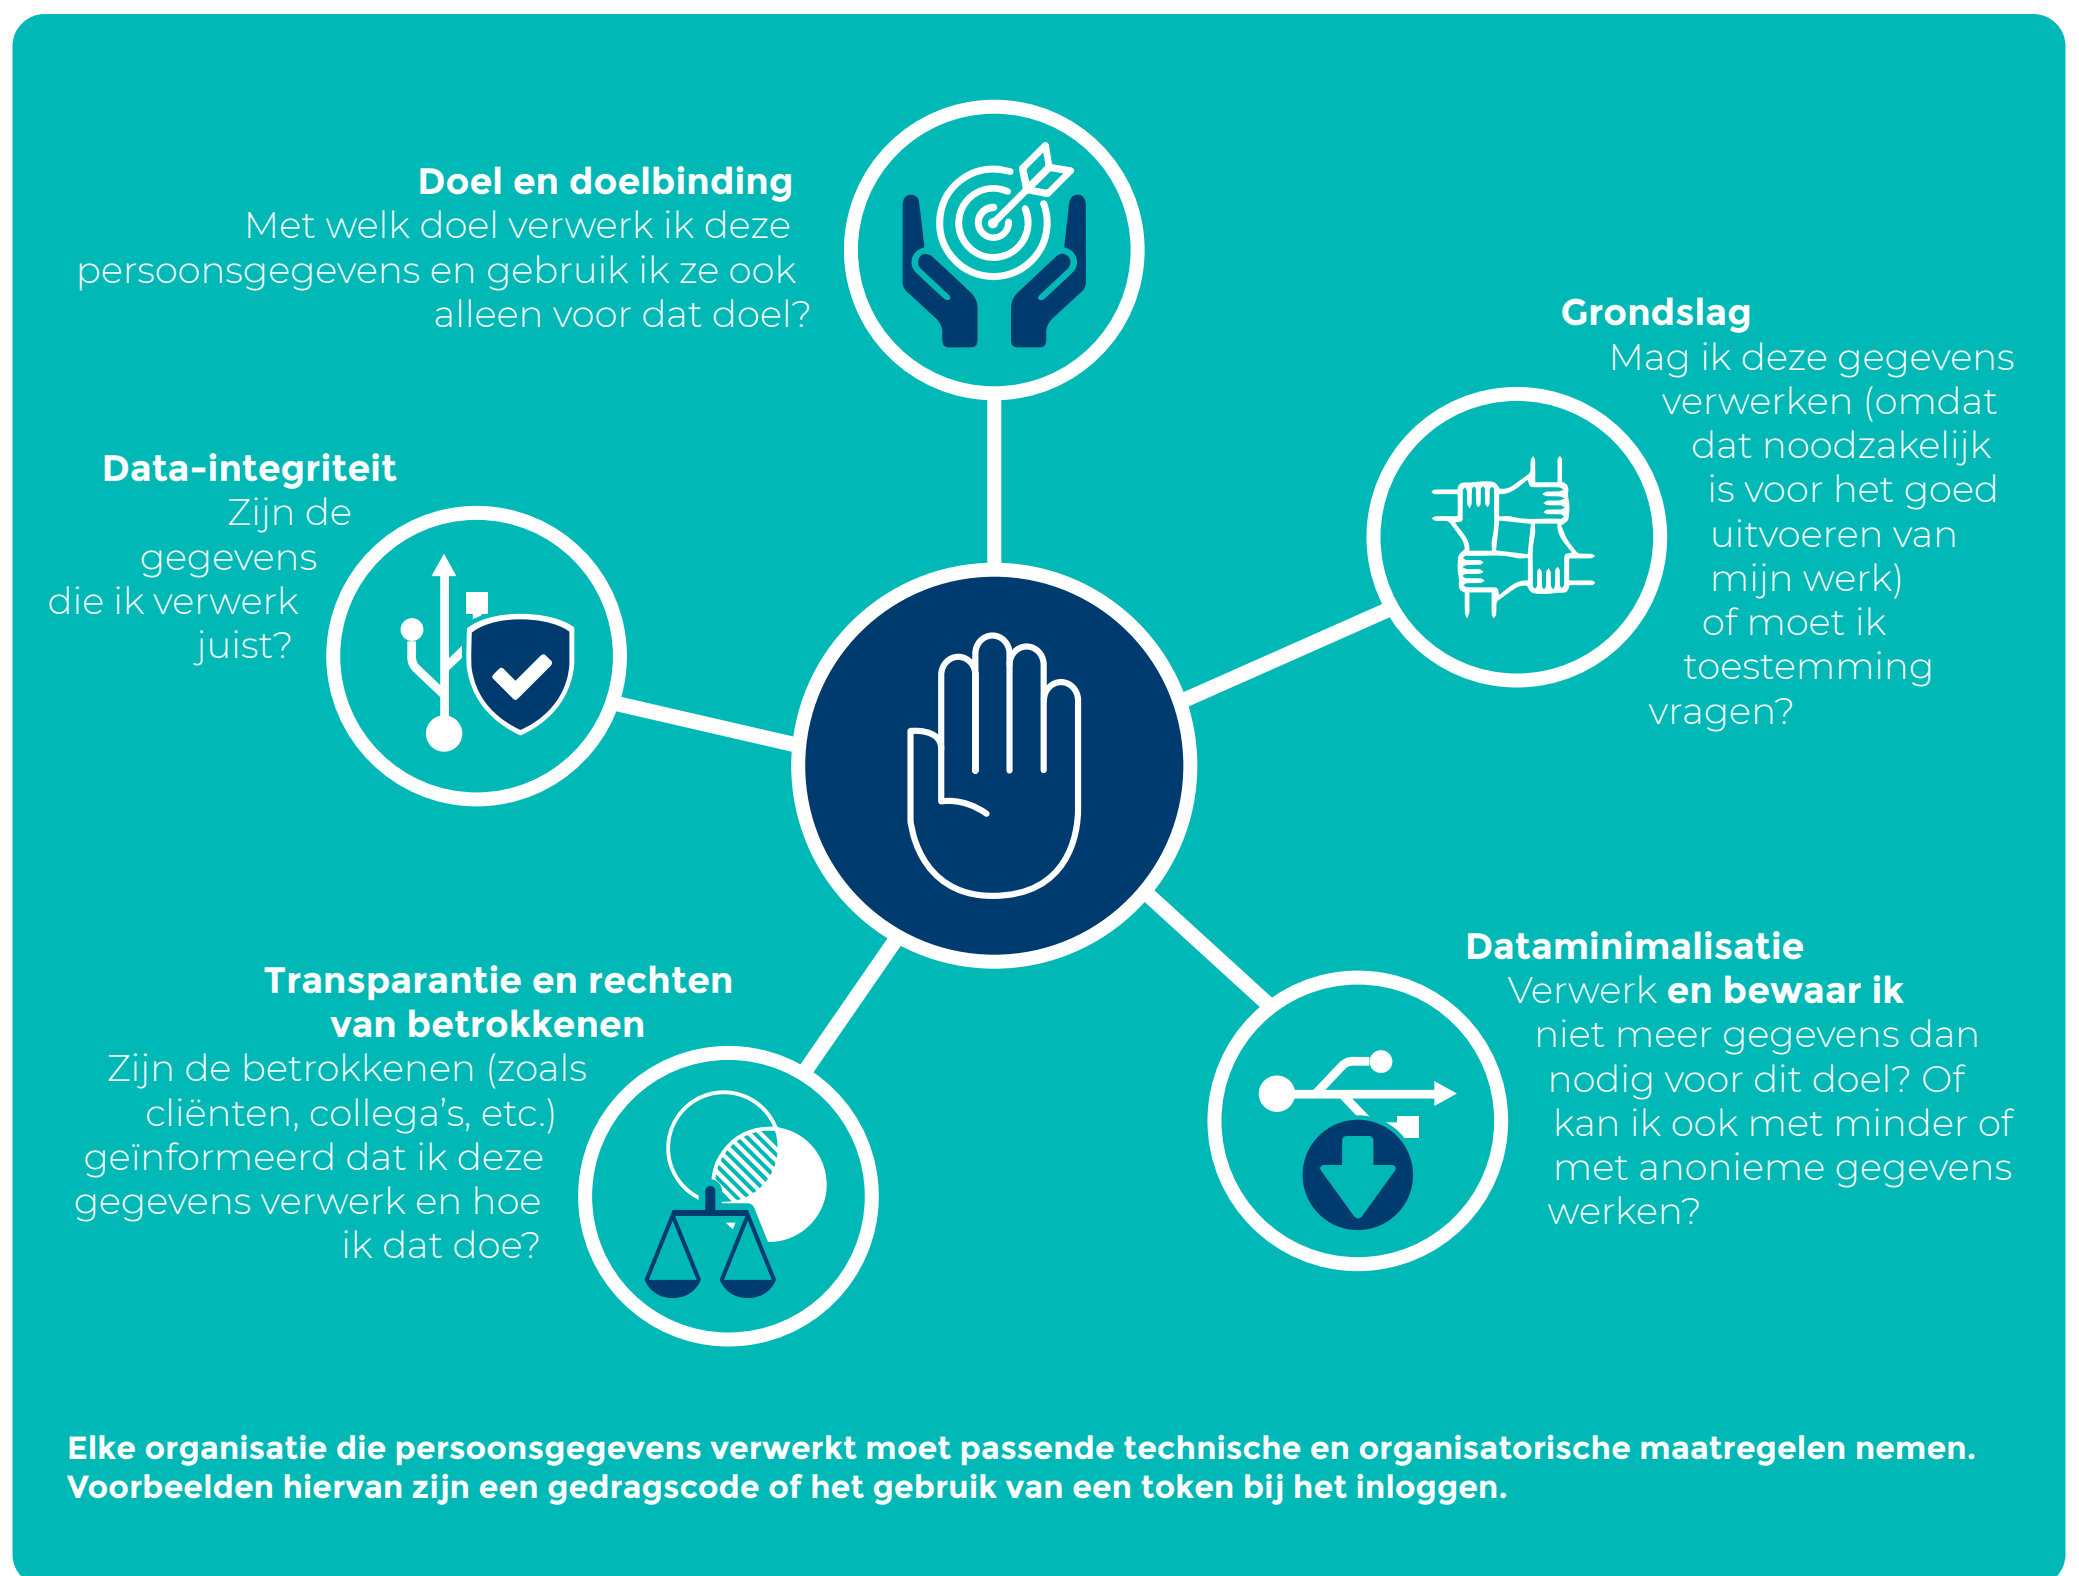 Doel en doelbinding
Met welk doel verwerk ik deze
persoonsgegevens en gebruik ik ze ook
alleen voor dat doel?
Grondslag
Mag ik deze gegevens
verwerken (omdat
dat noodzakelijk
is voor het goed
uitvoeren van
mijn werk)
of moet ik
toestemming
vragen?
Data-integriteit
Zijn de
gegevens
die ik verwerk
juist?
Dataminimalisatie
Verwerk en bewaar ik
niet meer gegevens dan
nodig voor dit doel? Of
kan ik ook met minder of
met anonieme gegevens
werken?
Transparantie en rechten
van betrokkenen
Zijn de betrokkenen (zoals
cliënten, collega's, etc.)
geïnformeerd dat ik deze
gegevens verwerk en hoe
ik dat doe?
Elke organisatie die persoonsgegevens verwerkt moet passende technische en organisatorische maatregelen nemen.
Voorbeelden hiervan zijn een gedragscode of het gebruik van een token bij het inloggen.